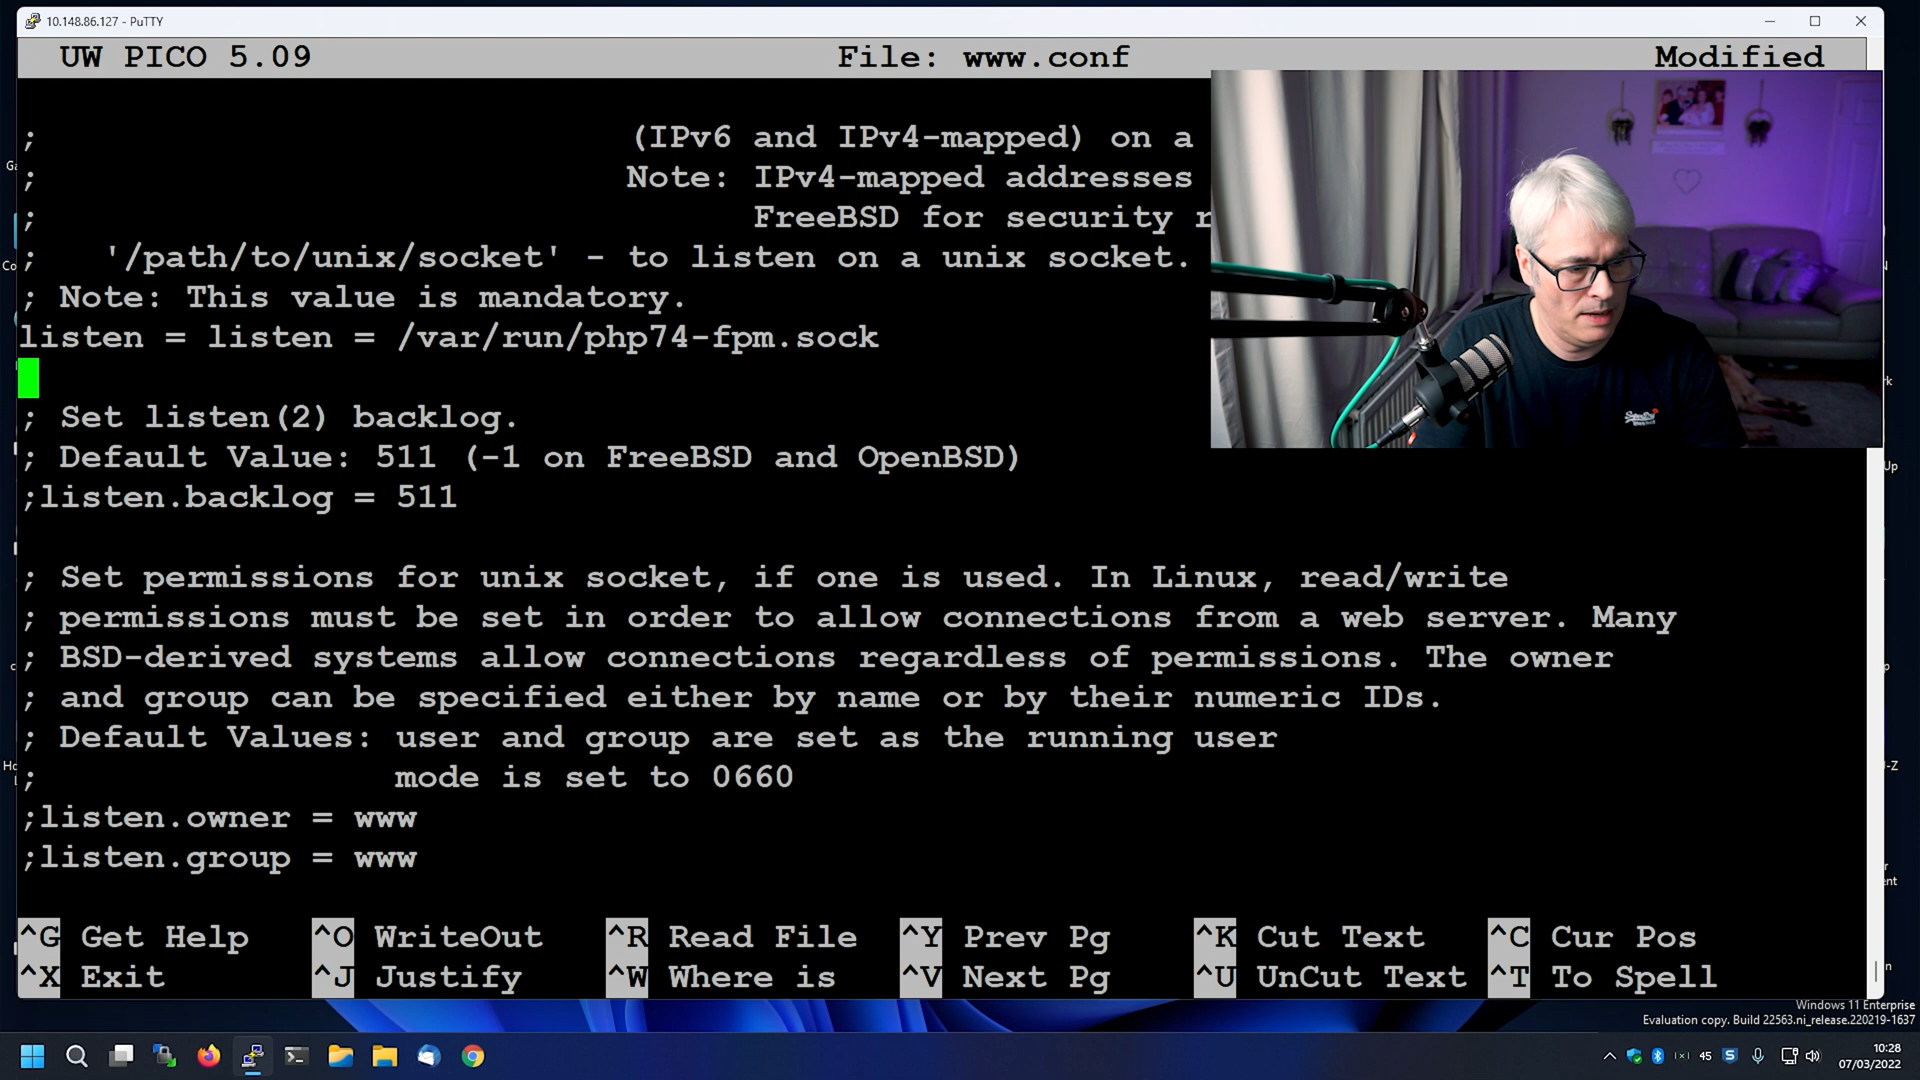 10.148.86.127 - PuTTY
UW PICO 5.09 File: www.conf Modified
; (IPv6 and IPv4-mapped) on a
; Note: IPv4-mapped addresses
; FreeBSD for security r
; '/path/to/unix/socket' - to listen on a unix socket.
; Note: This value is mandatory.
listen = listen = /var/run/php74-fpm.sock
; Set listen(2) backlog.
; Default Value: 511 (-1 on FreeBSD and OpenBSD)
;listen.backlog = 511
; Set permissions for unix socket, if one is used. In Linux, read/write
; permissions must be set in order to allow connections from a web server. Many
; BSD-derived systems allow connections regardless of permissions. The owner
; and group can be specified either by name or by their numeric IDs.
; Default Values: user and group are set as the running user
; mode is set to 0660
;listen.owner = www
;listen.group = www
^G Get Help ^O WriteOut ^R Read File ^Y Prev Pg ^K Cut Text ^C Cur Pos
^X Exit ^J Justify ^W Where is ^V Next Pg ^U UnCut Text ^T To Spell
Windows 11 Enterprise
Evaluation copy. Build 22563.ni_release.220219-1637
45
10:28
07/03/2022